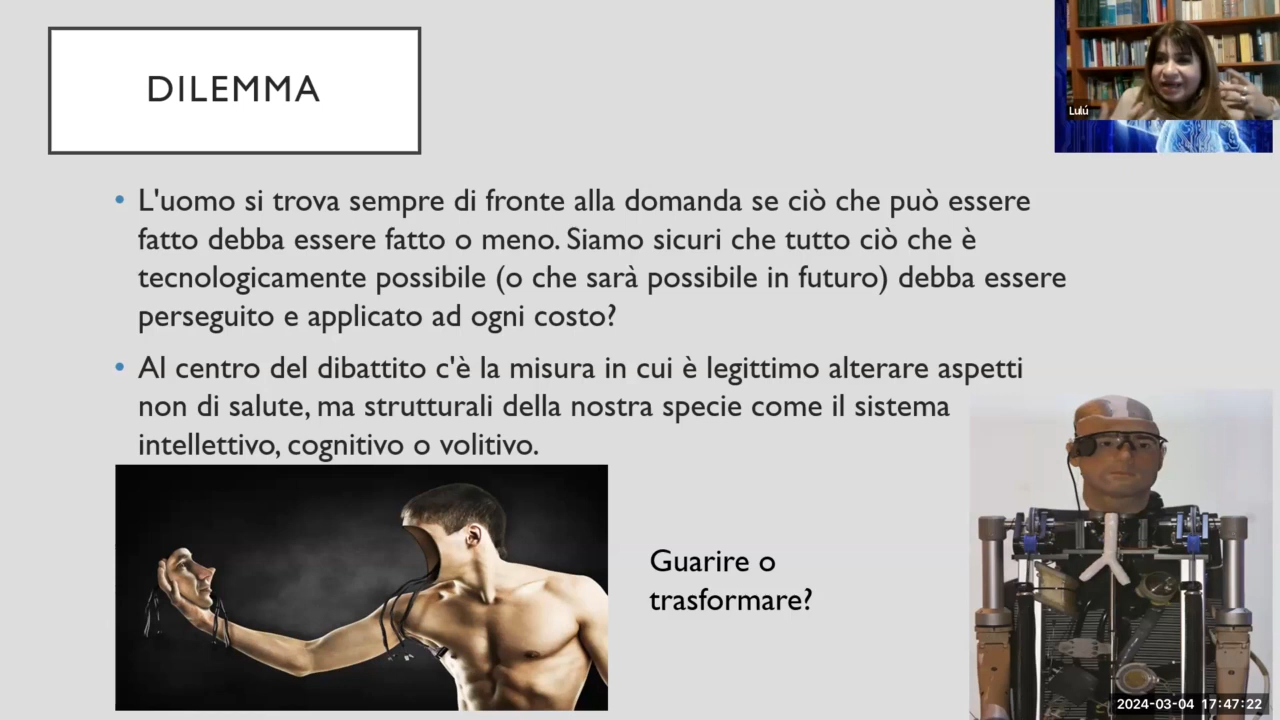 DILEMMA
Lulú
• L'uomo si trova sempre di fronte alla domanda se ciò che può essere
fatto debba essere fatto o meno. Siamo sicuri che tutto ciò che è
tecnologicamente possibile (o che sarà possibile in futuro) debba essere
perseguito e applicato ad ogni costo?
• Al centro del dibattito c'è la misura in cui è legittimo alterare aspetti
non di salute, ma strutturali della nostra specie come il sistema
intellettivo, cognitivo o volitivo.
Guarire o
trasformare?
2024-03-04 17:47:22